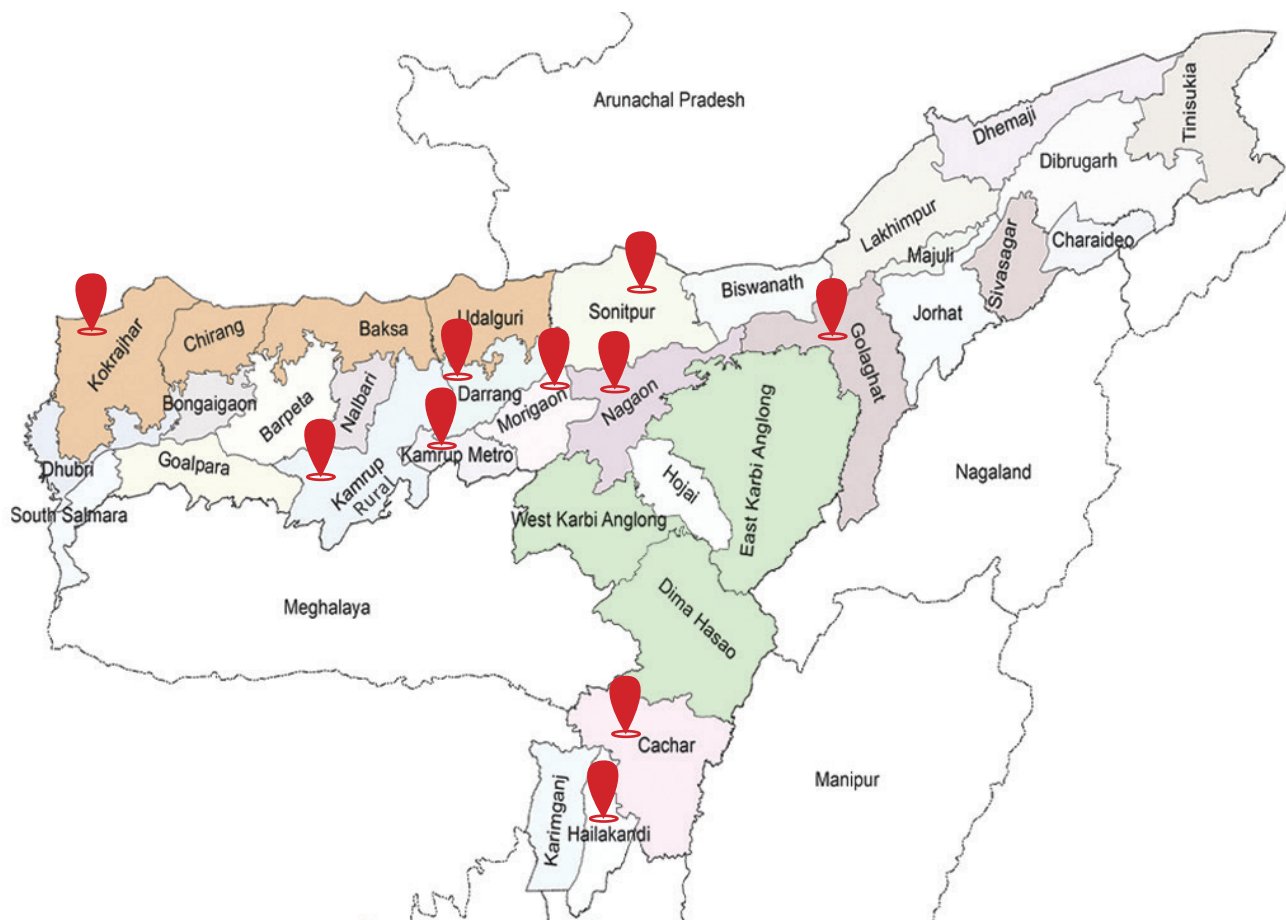 Arunachal Pradesh
Dhemaji
Tinisukia
Dibrugarh
Lakhimpur
Majuli
Charaideo
Sivasagar
Jorhat
Biswanath
Sonitpur
Golaghat
Udalguri
Baksa
Chirang
Kokrajhar
Bongaigaon
Barpeta
Nalbari
Darrang
Morigaon
Nagaon
Kamrup Metro
Goalpara
Dhubri
South Salmara
Kamrup
Rural
Hojai
East Karbi Anglong
West Karbi Anglong
Nagaland
Meghalaya
Dima Hasao
Cachar
Manipur
Karimganj
Hailakandi